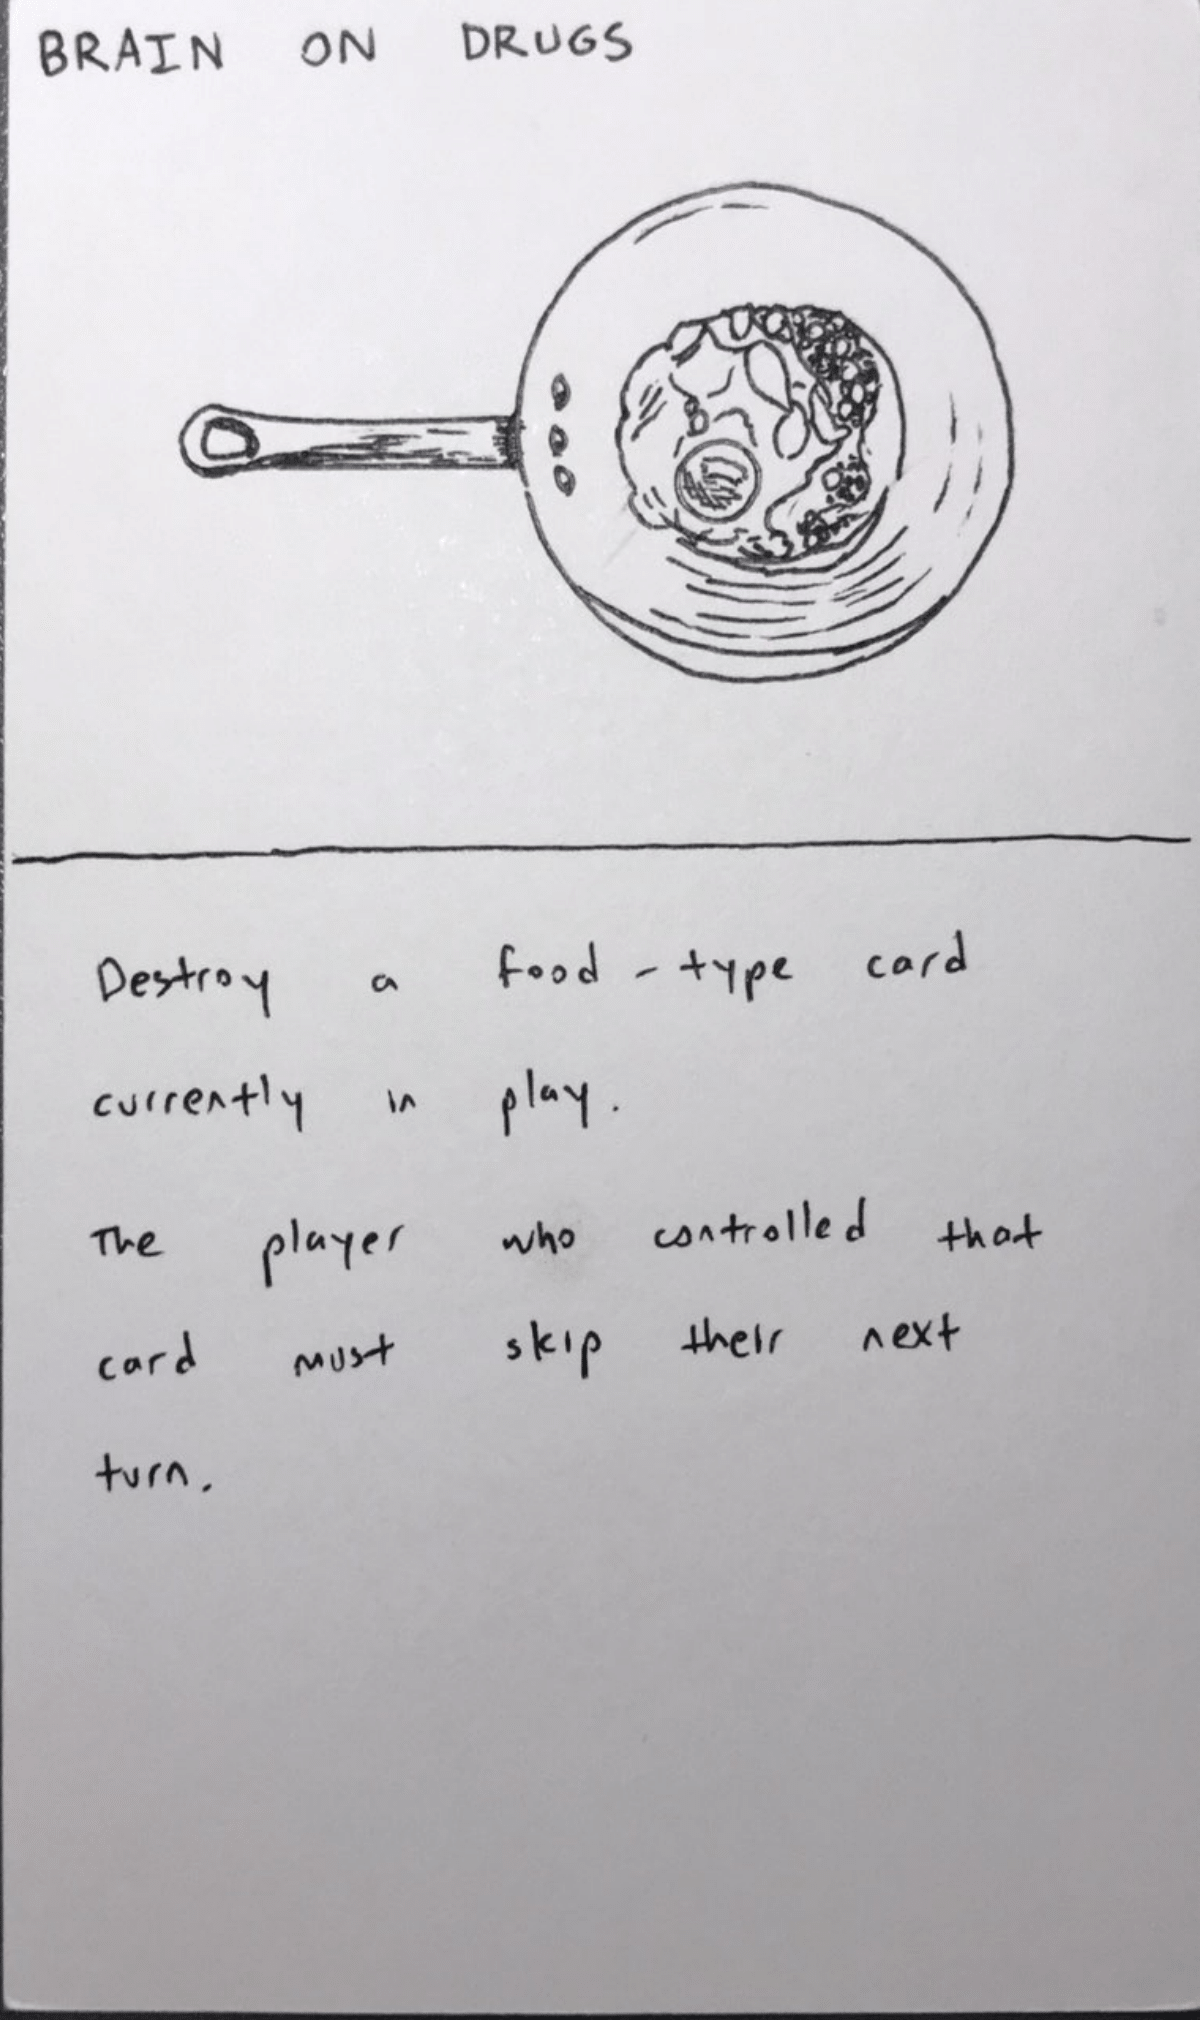 BRAIN ON DRUGS
Destroy a food-type card
currently in play.
The player who controlled that
card must skip their next
turn.